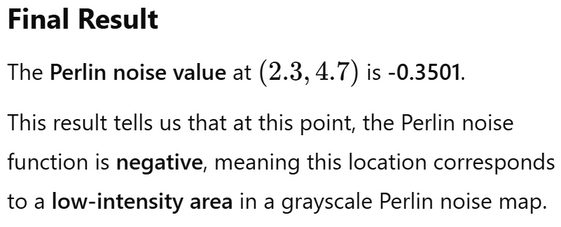 Final Result
The Perlin noise value at (2.3, 4.7) is -0.3501.
This result tells us that at this point, the Perlin noise
function is negative, meaning this location corresponds
to a low-intensity area in a grayscale Perlin noise map.